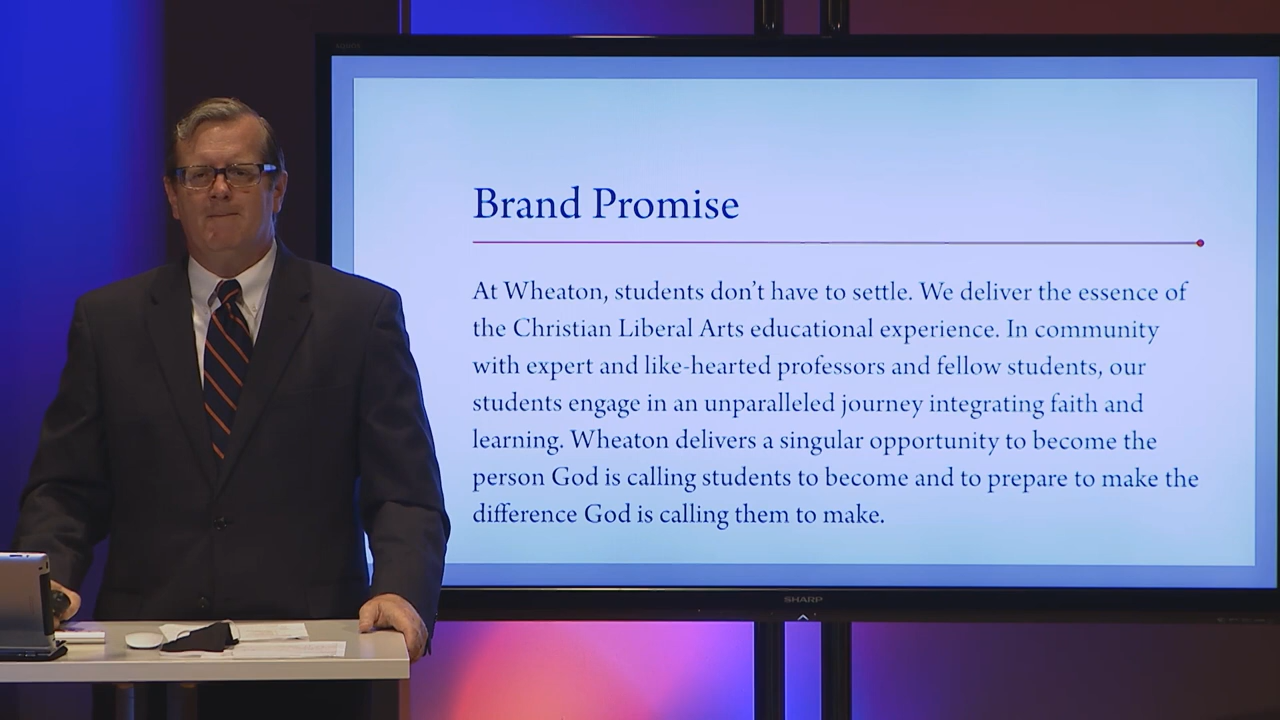 Brand Promise
At Wheaton, students don't have to settle. We deliver the essence of
the Christian Liberal Arts educational experience. In community
with expert and like-hearted professors and fellow students, our
students engage in an unparalleled journey integrating faith and
learning. Wheaton delivers a singular opportunity to become the
person God is calling students to become and to prepare to make the
difference God is calling them to make.
SHARP